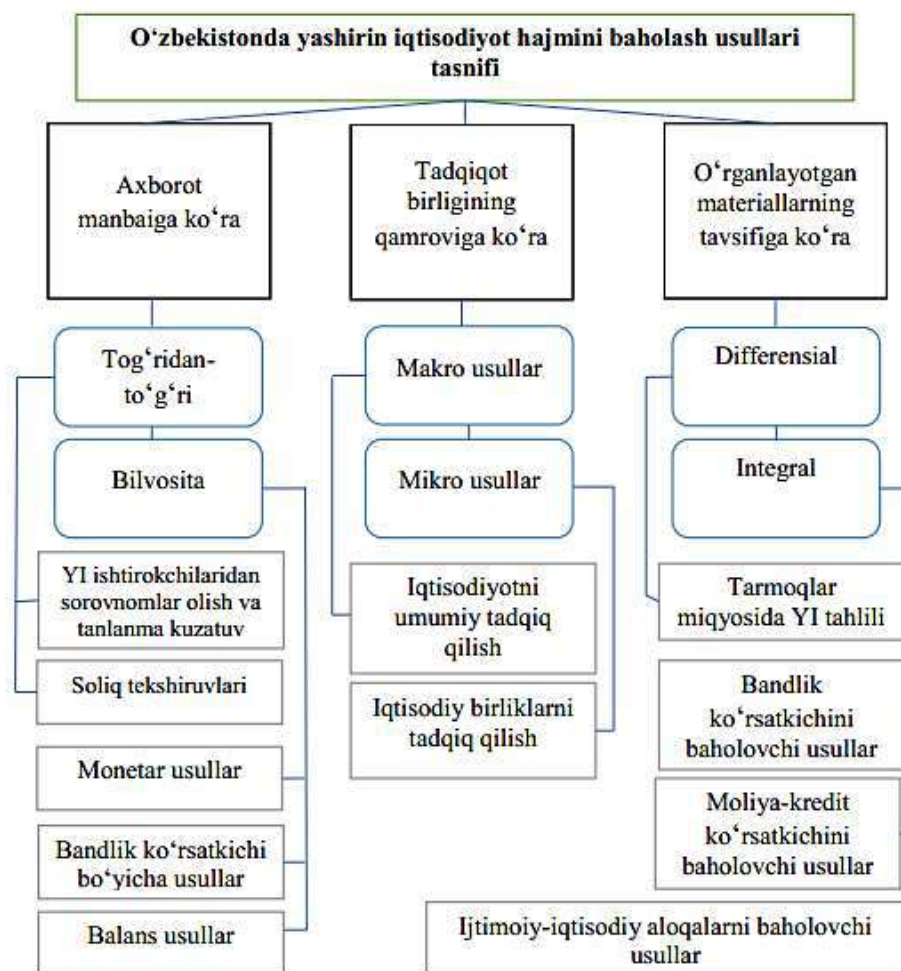 O‘zbekistonda yashirin iqtisodiyot hajmini baholash usullari
tasnifi
Axborot
manbaiga ko‘ra
Tadqiqot
birligining
qamroviga ko‘ra
O‘rganlayotgan
materiallarning
tavsifiga ko‘ra
Tog‘ridan-
to‘g‘ri
Makro usullar
Differensial
Bilvosita
Mikro usullar
Integral
YI ishtirokchilaridan
sorovnomlar olish va
tanlanma kuzatuv
Iqtisodiyotni
umumiy tadqiq
qilish
Tarmoqlar
miqyosida YI tahlili
Soliq tekshiruvlari
Iqtisodiy birliklarni
tadqiq qilish
Bandlik
ko‘rsatkichini
baholovchi usullar
Monetar usullar
Moliya-kredit
ko‘rsatkichini
baholovchi usullar
Bandlik ko‘rsatkichi
bo‘yicha usullar
Balans usullar
Ijtimoiy-iqtisodiy aloqalarni baholovchi
usullar